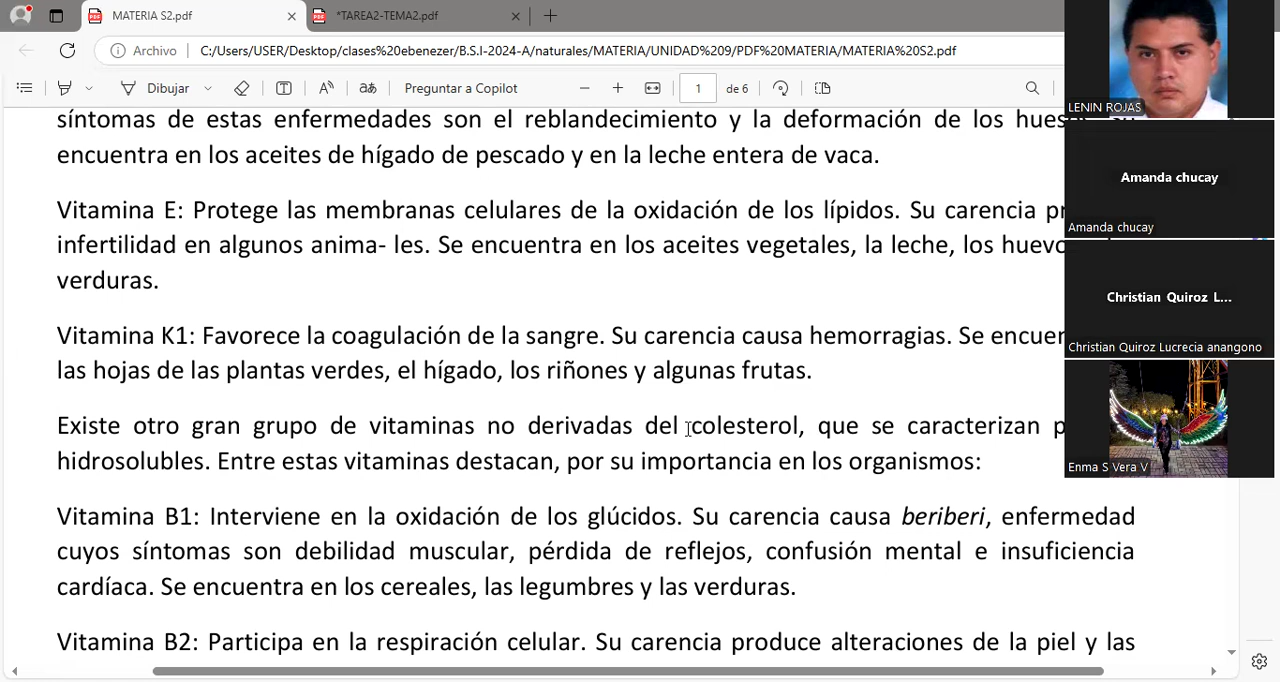 MATERIA S2.pdf
*TAREA2-TEMA2.pdf
Archivo
C:/Users/USER/Desktop/clases%20ebenezer/B.S.I-2024-A/naturales/MATERIA/UNIDAD%209/PDF%20MATERIA/MATERIA%20S2.pdf
Dibujar
Preguntar a Copilot
1
de 6
síntomas de estas enfermedades son el reblandecimiento y la deformación de los
encuentra en los aceites de hígado de pescado y en la leche entera de vaca.
Vitamina E: Protege las membranas celulares de la oxidación de los lípidos. Su carencia
infertilidad en algunos anima- les. Se encuentra en los aceites vegetales, la leche, los
verduras.
Vitamina K1: Favorece la coagulación de la sangre. Su carencia causa hemorragias. Se
las hojas de las plantas verdes, el hígado, los riñones y algunas frutas.
Existe otro gran grupo de vitaminas no derivadas del colesterol, que se caracterizan
hidrosolubles. Entre estas vitaminas destacan, por su importancia en los organismos:
Vitamina B1: Interviene en la oxidación de los glúcidos. Su carencia causa beriberi, enfermedad
cuyos síntomas son debilidad muscular, pérdida de reflejos, confusión mental e insuficiencia
cardíaca. Se encuentra en los cereales, las legumbres y las verduras.
Vitamina B2: Participa en la respiración celular. Su carencia produce alteraciones de la piel y las
LENIN ROJAS
Amanda chucay
Amanda chucay
Christian Quiroz L...
Christian Quiroz Lucrecia anangono
Enma S Vera V